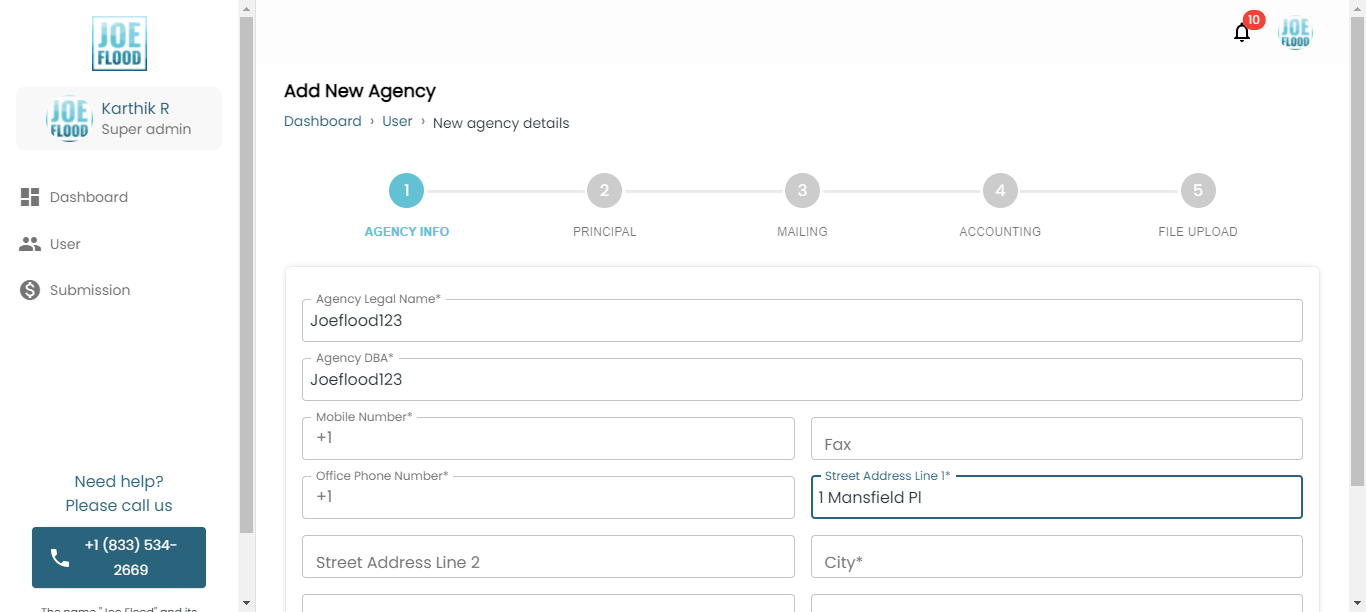 JOE
FLOOD
10
JOE
FLOOD
JOE
FLOOD
Karthik R
Super admin
Dashboard
User
Submission
Need help?
Please call us
+1 (833) 534-
2669
The name "Joe Flood" and its
Add New Agency
Dashboard › User › New agency details
1 2 3 4 5
AGENCY INFO PRINCIPAL MAILING ACCOUNTING FILE UPLOAD
Agency Legal Name*
Joeflood123
Agency DBA*
Joeflood123
Mobile Number*
+1
Fax
Office Phone Number*
+1
Street Address Line 1*
1 Mansfield Pl
Street Address Line 2
City*